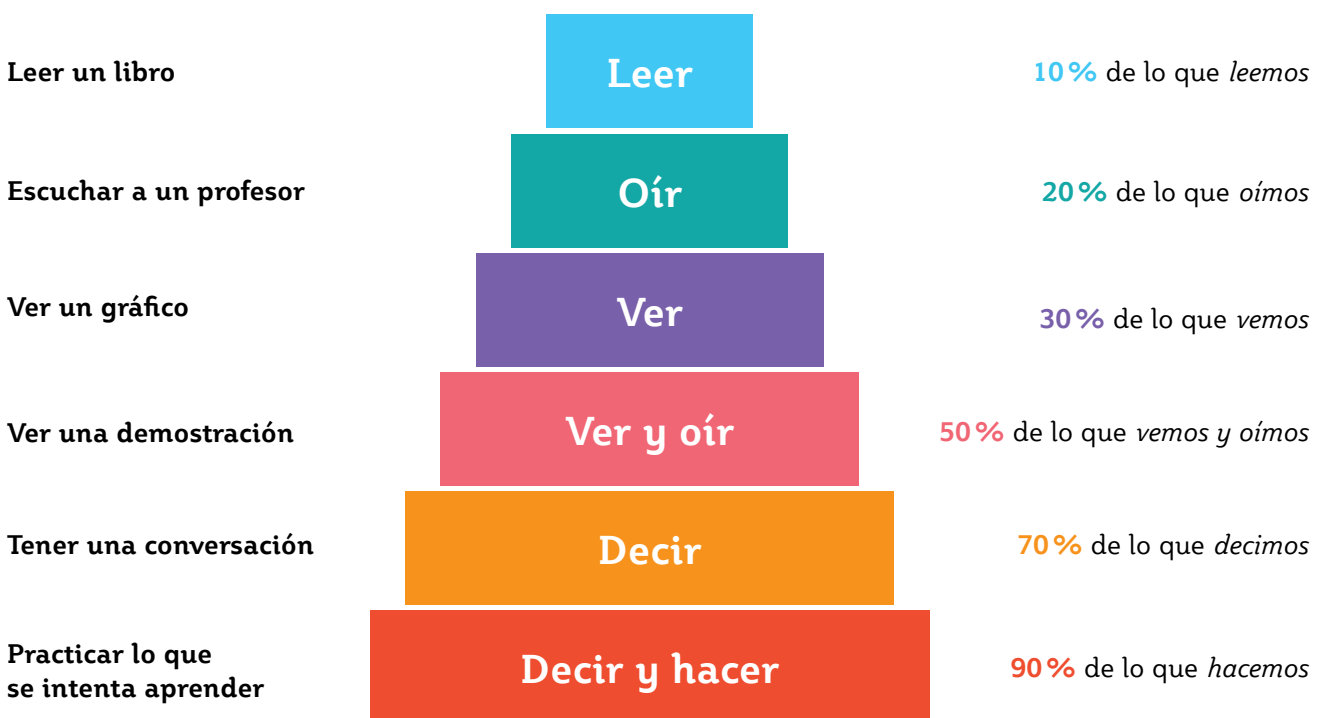 Leer un libro
Leer
10 % de lo que leemos
Escuchar a un profesor
Oír
20 % de lo que oímos
Ver un gráfico
Ver
30 % de lo que vemos
Ver una demostración
Ver y oír
50 % de lo que vemos y oímos
Tener una conversación
Decir
70 % de lo que decimos
Practicar lo que
se intenta aprender
Decir y hacer
90 % de lo que hacemos